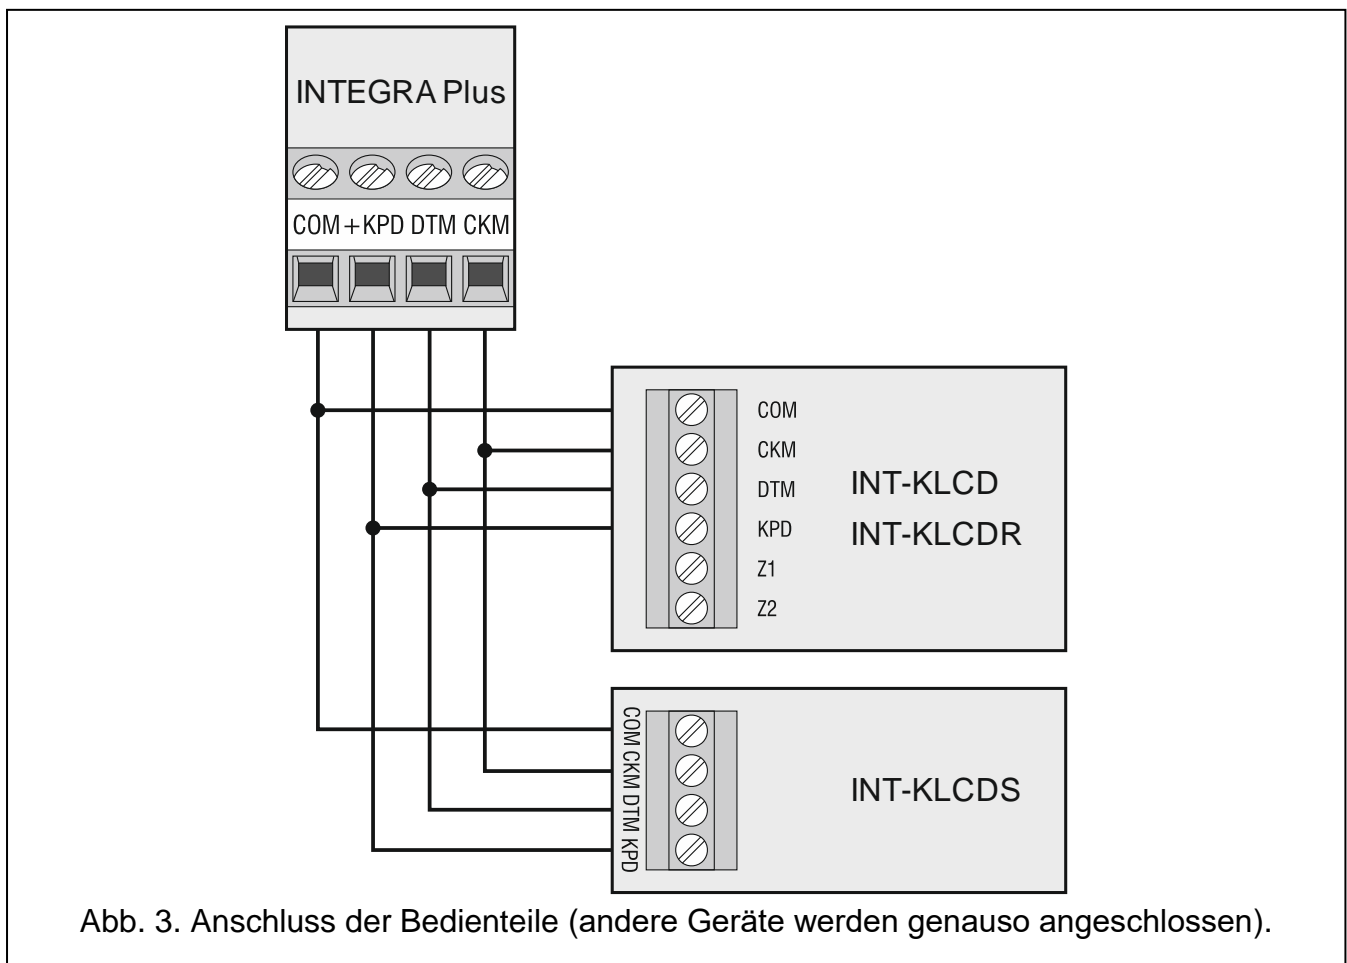 INTEGRA Plus
COM +KPD DTM CKM
COM
CKM
DTM
KPD
Z1
Z2
INT-KLCD
INT-KLCDR
COM CKM DTM KPD
INT-KLCDS
Abb. 3. Anschluss der Bedienteile (andere Geräte werden genauso angeschlossen).